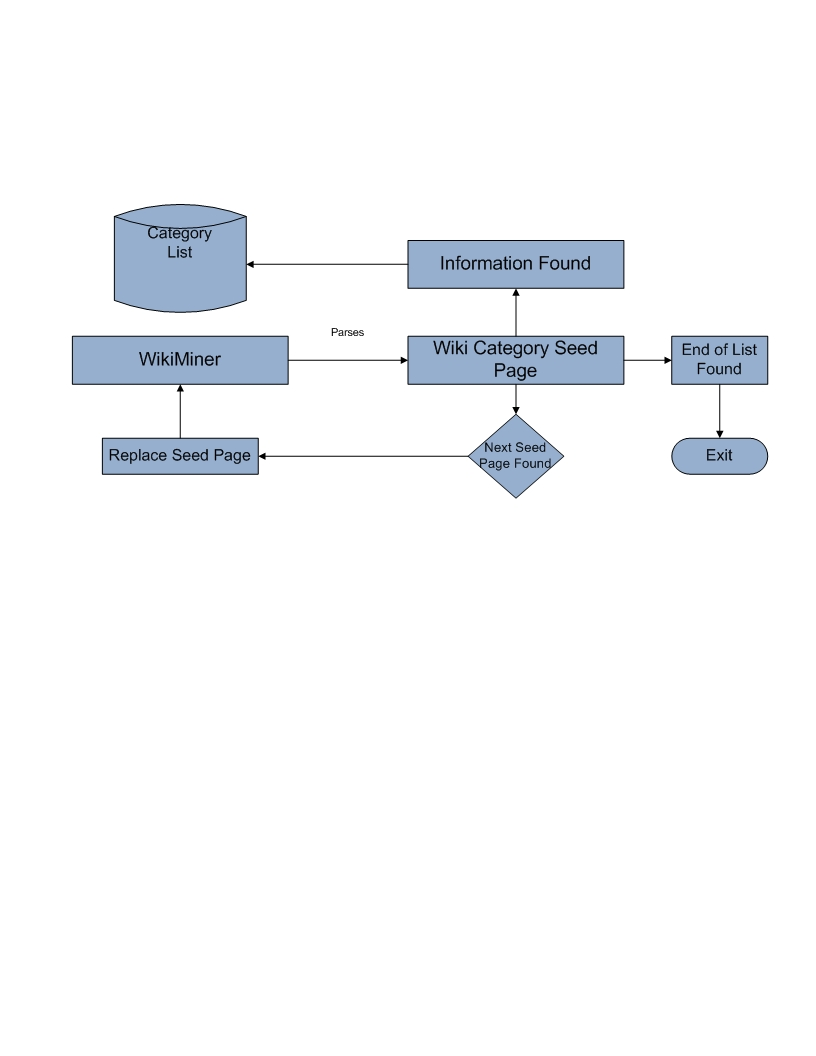 Category
List
Information Found
Parses
WikiMiner
Wiki Category Seed
Page
End of List
Found
Replace Seed Page
Next Seed
Page Found
Exit